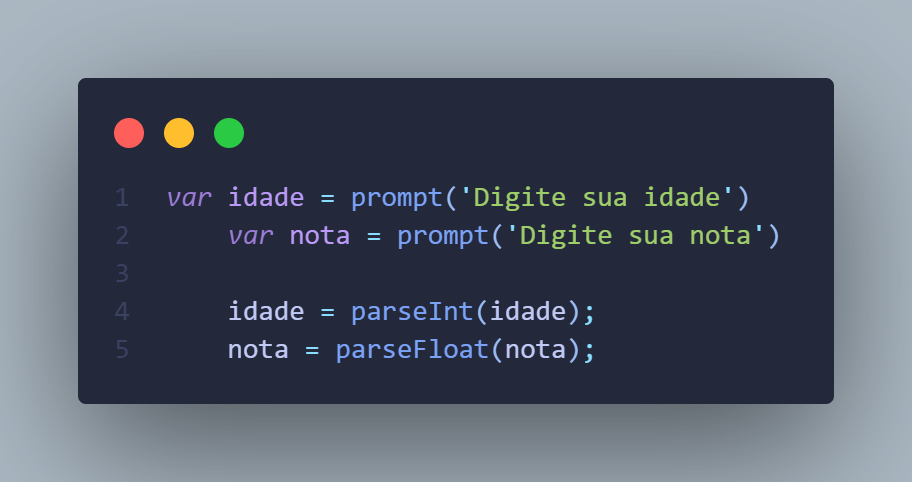 1 var idade = prompt('Digite sua idade')
2     var nota = prompt('Digite sua nota')
3
4     idade = parseInt(idade);
5     nota = parseFloat(nota);